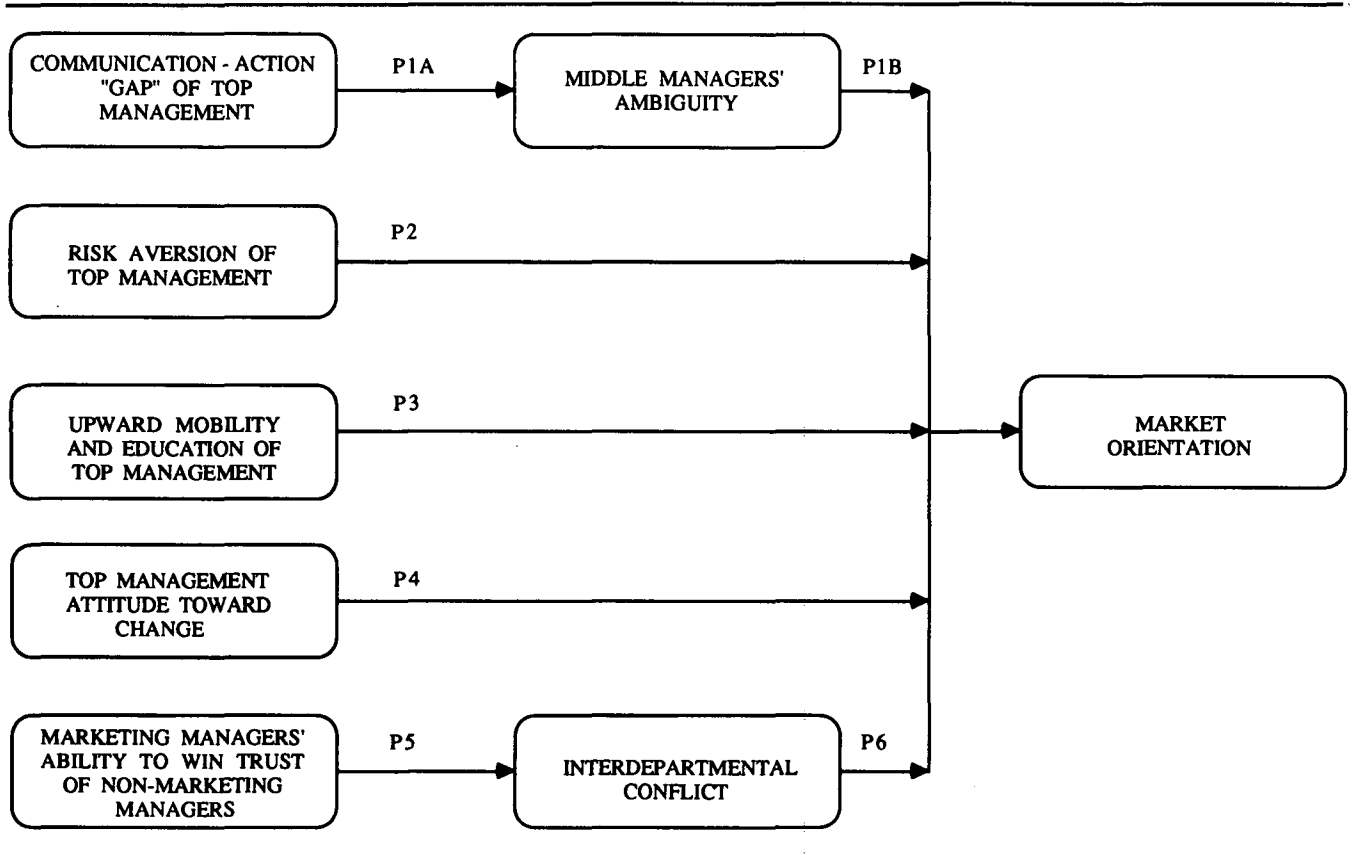 COMMUNICATION - ACTION
"GAP" OF TOP
MANAGEMENT
P1A
MIDDLE MANAGERS'
AMBIGUITY
P1B
RISK AVERSION OF
TOP MANAGEMENT
P2
UPWARD MOBILITY
AND EDUCATION OF
TOP MANAGEMENT
P3
MARKET
ORIENTATION
TOP MANAGEMENT
ATTITUDE TOWARD
CHANGE
P4
MARKETING MANAGERS'
ABILITY TO WIN TRUST
OF NON-MARKETING
MANAGERS
P5
INTERDEPARTMENTAL
CONFLICT
P6